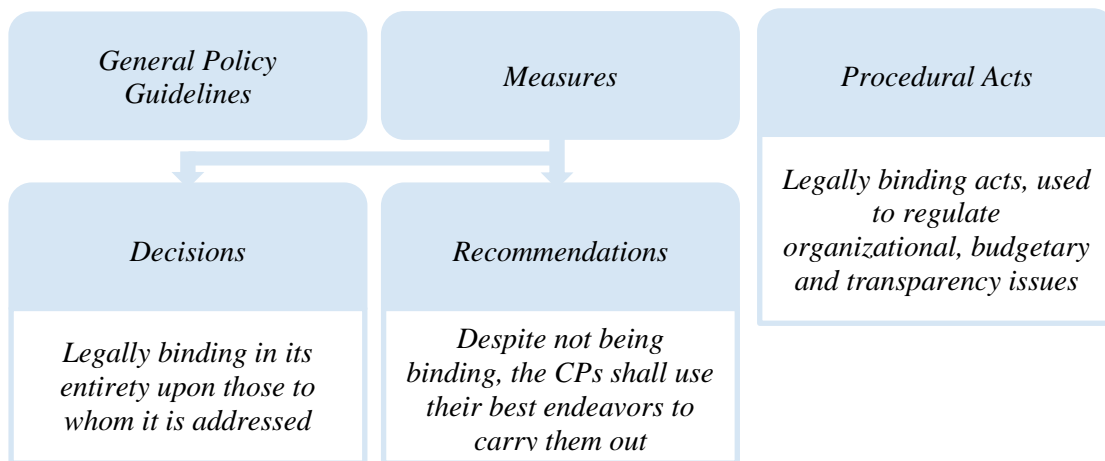 General Policy
Guidelines
Measures
Procedural Acts
Legally binding acts, used
to regulate
organizational, budgetary
and transparency issues
Decisions
Legally binding in its
entirety upon those to
whom it is addressed
Recommendations
Despite not being
binding, the CPs shall use
their best endeavors to
carry them out